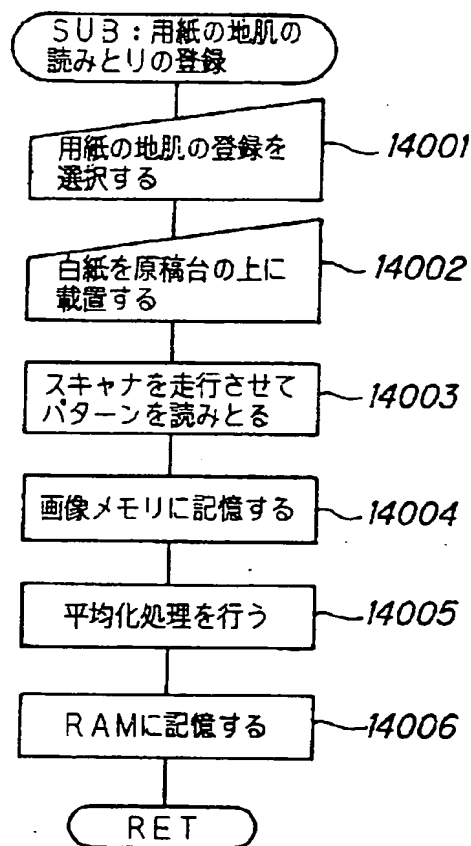 SUB：用紙の地肌の
読みとりの登録
用紙の地肌の登録を
選択する
14001
白紙を原稿台の上に
載置する
14002
スキャナを走行させて
パターンを読みとる
14003
画像メモリに記憶する
14004
平均化処理を行う
14005
RAMに記憶する
14006
RET